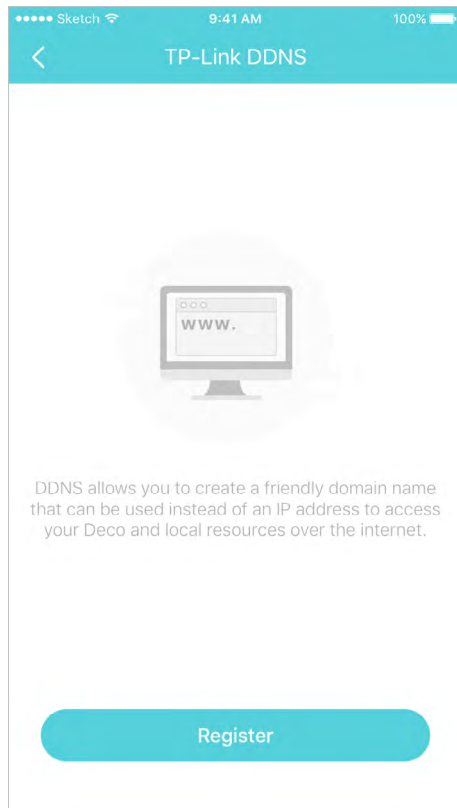 Sketch 9:41 AM 100%
TP-Link DDNS
www.
DDNS allows you to create a friendly domain name
that can be used instead of an IP address to access
your Deco and local resources over the internet.
Register